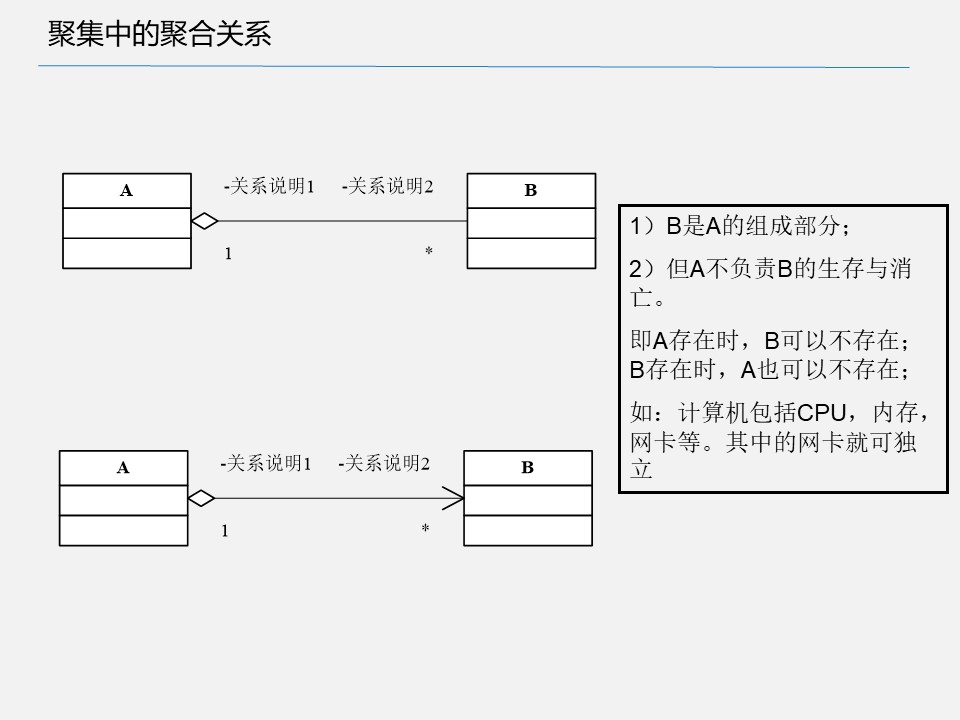 聚集中的聚合关系
A
-关系说明1
-关系说明2
B
1
*
1）B是A的组成部分；
2）但A不负责B的生存与消
亡。
即A存在时，B可以不存在；
B存在时，A也可以不存在；
如：计算机包括CPU，内存，
网卡等。其中的网卡就可独
立
A
-关系说明1
-关系说明2
B
1
*